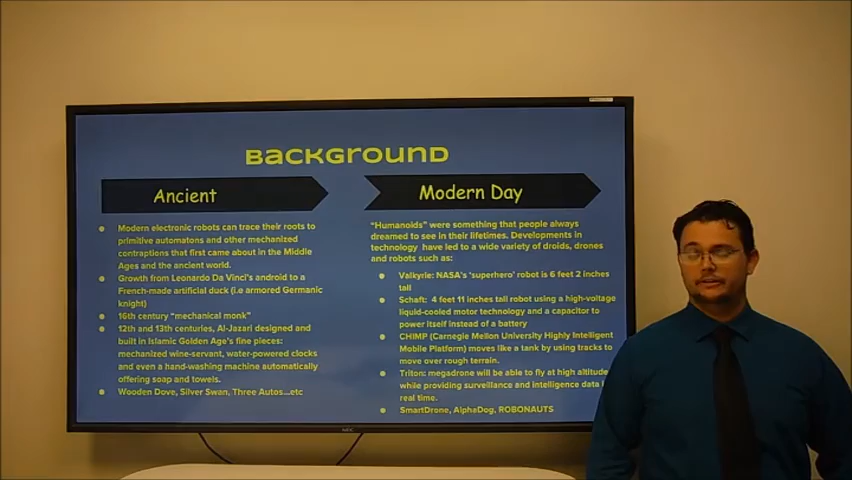 Background
Ancient
Modern Day
Modern electronic robots can trace their roots to
primitive automatons and other mechanized
contraptions that first came about in the Middle
Ages and the ancient world.
Growth from Leonardo Da Vinci's android to a
French-made artificial duck (i.e armored Germanic
knight)
16th century "mechanical monk"
12th and 13th centuries, Al-Jazari designed and
built in Islamic Golden Age's fine pieces:
mechanized wine-servant, water-powered clocks
and even a hand-washing machine automatically
offering soap and towels.
Wooden Dove, Silver Swan, Three Autos...etc
"Humanoids" were something that people always
dreamed to see in their lifetimes. Developments in
technology have led to a wide variety of droids, drones
and robots such as:
Valkyrie: NASA's 'superhero' robot is 6 feet 2 inches
tall
Schaft: 4 feet 11 inches tall robot using a high-voltage
liquid-cooled motor technology and a capacitor to
power itself instead of a battery
CHIMP (Carnegie Mellon University Highly Intelligent
Mobile Platform) moves like a tank by using tracks to
move over rough terrain.
Triton: megadrone will be able to fly at high altitude
while providing surveillance and intelligence data
real time.
SmartDrone, AlphaDog, ROBONAUTS
NEC